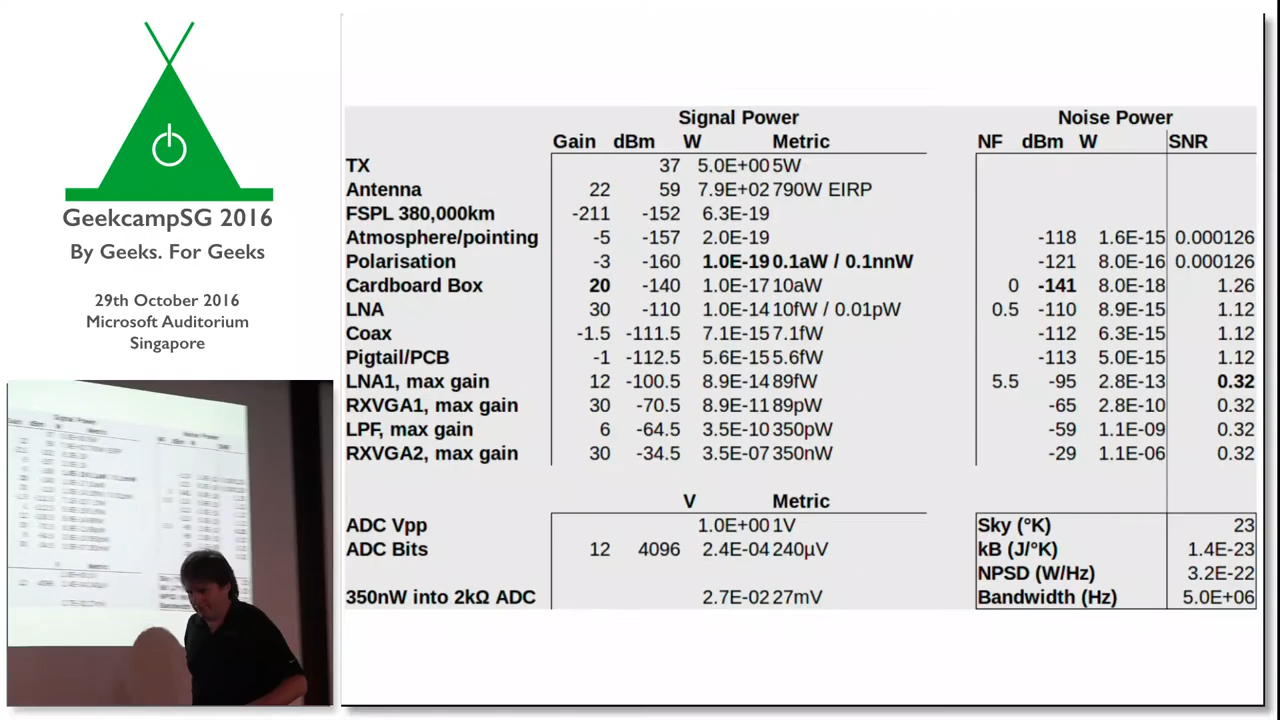 GeekcampSG 2016
By Geeks. For Geeks
29th October 2016
Microsoft Auditorium
Singapore
Signal Power Noise Power
Gain dBm W Metric NF dBm W SNR
TX 37 5.0E+00 5W
Antenna 22 59 7.9E+02 790W EIRP
FSPL 380,000km -211 -152 6.3E-19
Atmosphere/pointing -5 -157 2.0E-19 -118 1.6E-15 0.000126
Polarisation -3 -160 1.0E-19 0.1aW / 0.1nnW -121 8.0E-16 0.000126
Cardboard Box 20 -140 1.0E-17 10aW 0 -141 8.0E-18 1.26
LNA 30 -110 1.0E-14 10fW / 0.01pW 0.5 -110 8.9E-15 1.12
Coax -1.5 -111.5 7.1E-15 7.1fW -112 6.3E-15 1.12
Pigtail/PCB -1 -112.5 5.6E-15 5.6fW -113 5.0E-15 1.12
LNA1, max gain 12 -100.5 8.9E-14 89fW 5.5 -95 2.8E-13 0.32
RXVGA1, max gain 30 -70.5 8.9E-11 89pW -65 2.8E-10 0.32
LPF, max gain 6 -64.5 3.5E-10 350pW -59 1.1E-09 0.32
RXVGA2, max gain 30 -34.5 3.5E-07 350nW -29 1.1E-06 0.32
V Metric
ADC Vpp 1.0E+00 1V Sky (°K) 23
ADC Bits 12 4096 2.4E-04 240µV kB (J/°K) 1.4E-23
NPSD (W/Hz) 3.2E-22
350nW into 2kΩ ADC 2.7E-02 27mV Bandwidth (Hz) 5.0E+06